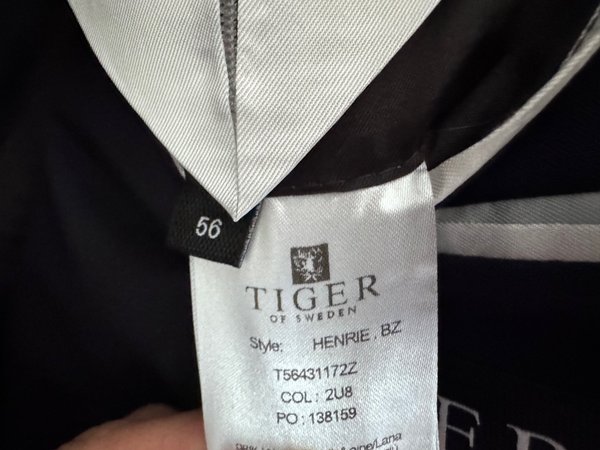 56
TIGER
OF SWEDEN
Style: HENRIE, BZ
T56431172Z
COL: 2U8
PO: 138159